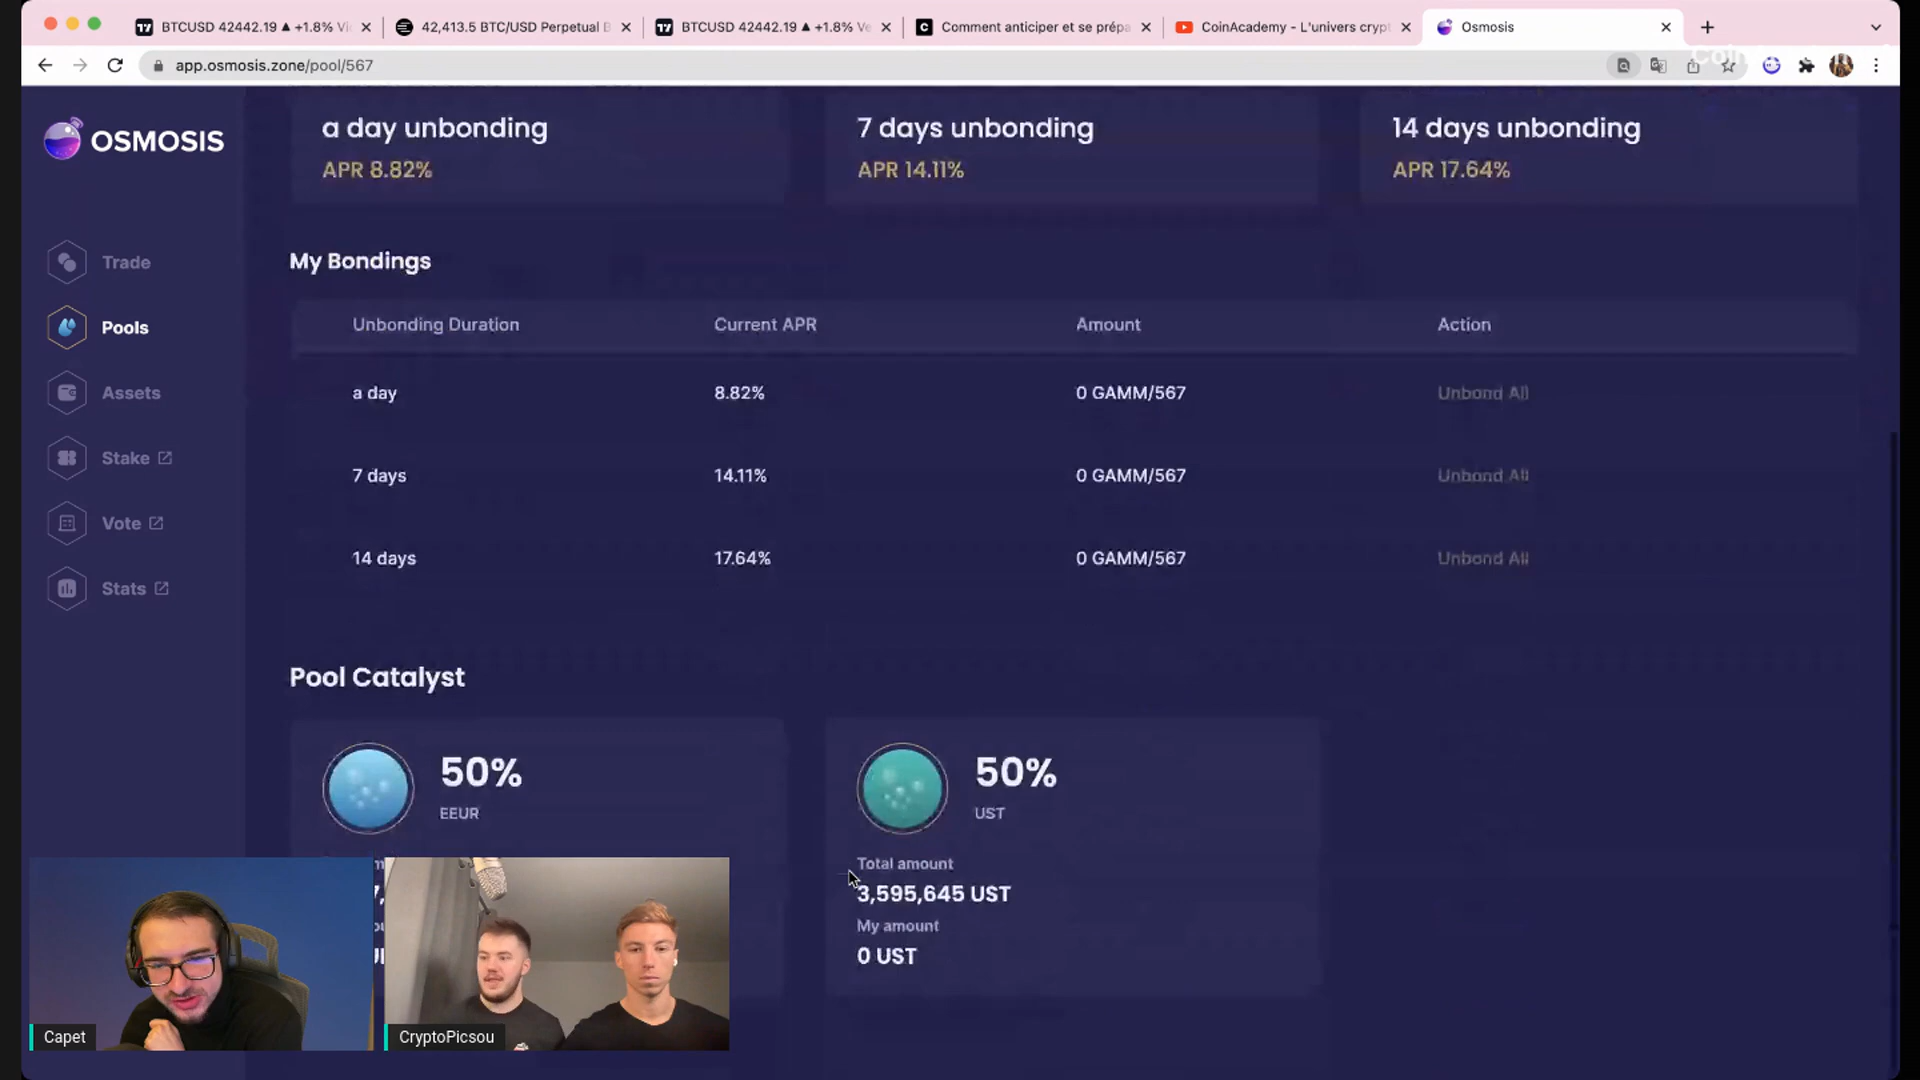 BTCUSD 42442.19 ▲ +1.8% Vi
42,413.5 BTC/USD Perpetual B
BTCUSD 42442.19 ▲ +1.8% Ve
Comment anticiper et se prépa
CoinAcademy - L'univers crypt
Osmosis
app.osmosis.zone/pool/567
OSMOSIS
Trade
Pools
Assets
Stake
Vote
Stats
a day unbonding
APR 8.82%
7 days unbonding
APR 14.11%
14 days unbonding
APR 17.64%
My Bondings
Unbonding Duration Current APR Amount Action
a day 8.82% 0 GAMM/567 Unbond All
7 days 14.11% 0 GAMM/567 Unbond All
14 days 17.64% 0 GAMM/567 Unbond All
Pool Catalyst
50%
EEUR
50%
UST
Total amount
3,595,645 UST
My amount
0 UST
Capet
CryptoPicsou